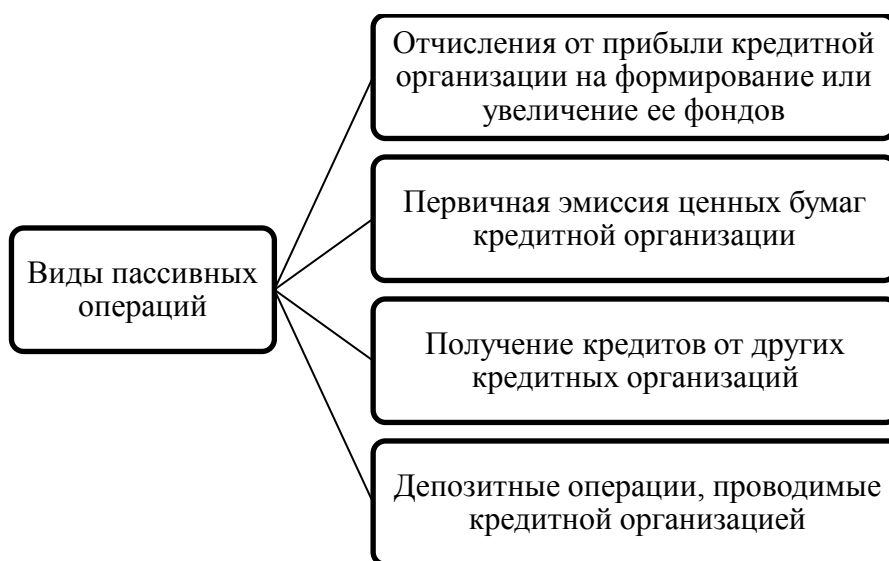 Отчисления от прибыли кредитной
организации на формирование или
увеличение ее фондов
Первичная эмиссия ценных бумаг
кредитной организации
Виды пассивных
операций
Получение кредитов от других
кредитных организаций
Депозитные операции, проводимые
кредитной организацией